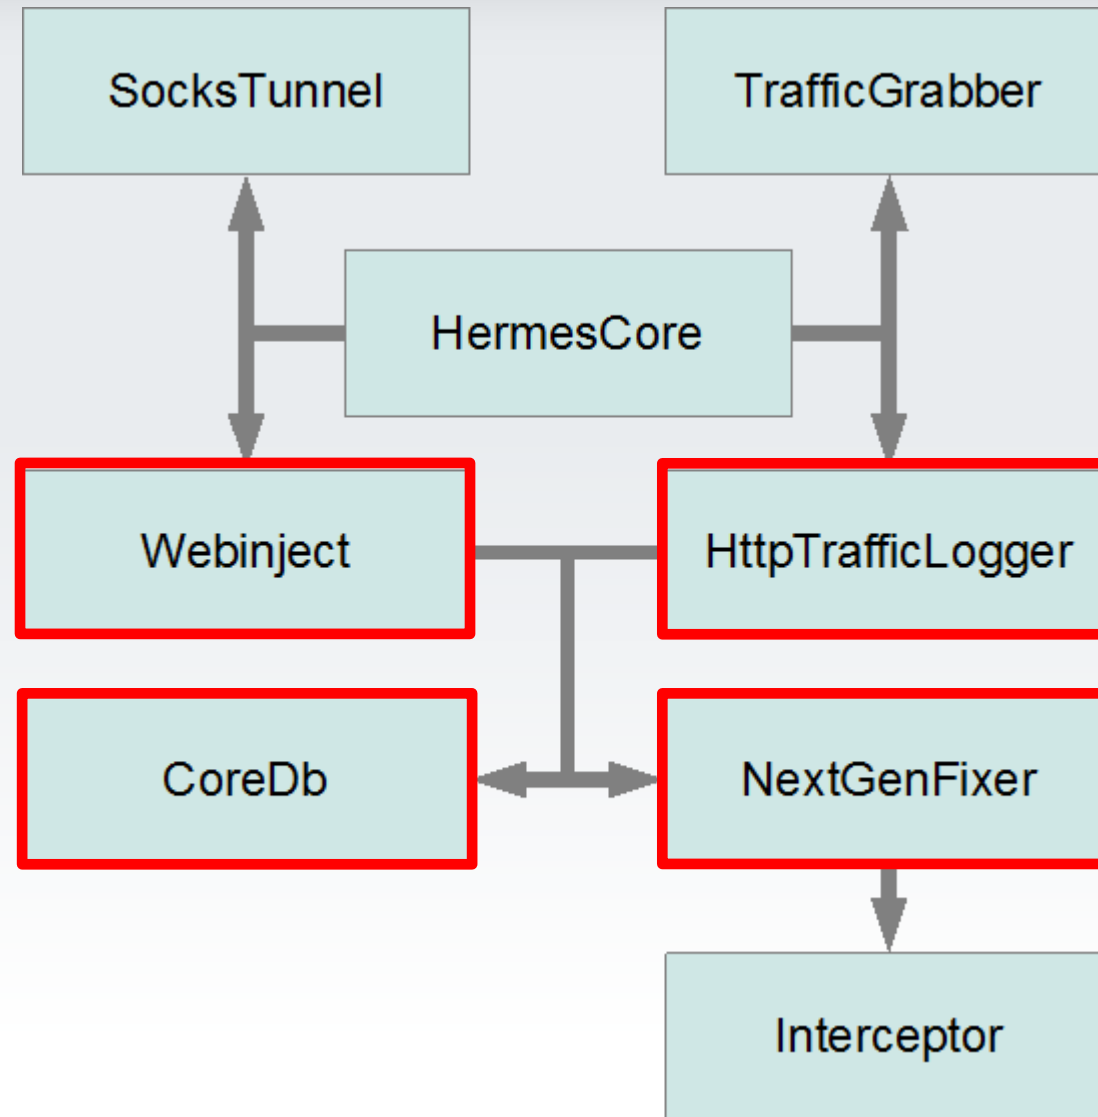 SocksTunnel
TrafficGrabber
HermesCore
Webinject
HttpTrafficLogger
CoreDb
NextGenFixer
Interceptor